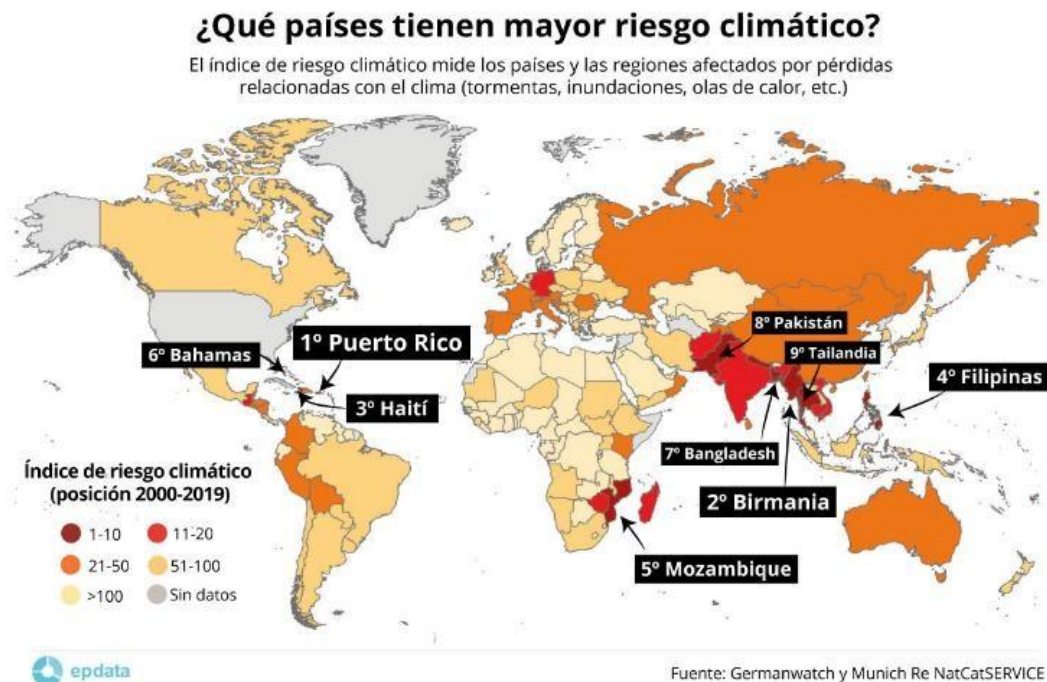 ¿Qué países tienen mayor riesgo climático?
El índice de riesgo climático mide los países y las regiones afectados por pérdidas
relacionadas con el clima (tormentas, inundaciones, olas de calor, etc.)
8º Pakistán
1º Puerto Rico
9º Tailandia
6º Bahamas
4º Filipinas
3º Haití
7º Bangladesh
Índice de riesgo climático
(posición 2000-2019)
2º Birmania
1-10
11-20
21-50
51-100
5º Mozambique
>100
Sin datos
epdata
Fuente: Germanwatch y Munich Re NatCatSERVICE